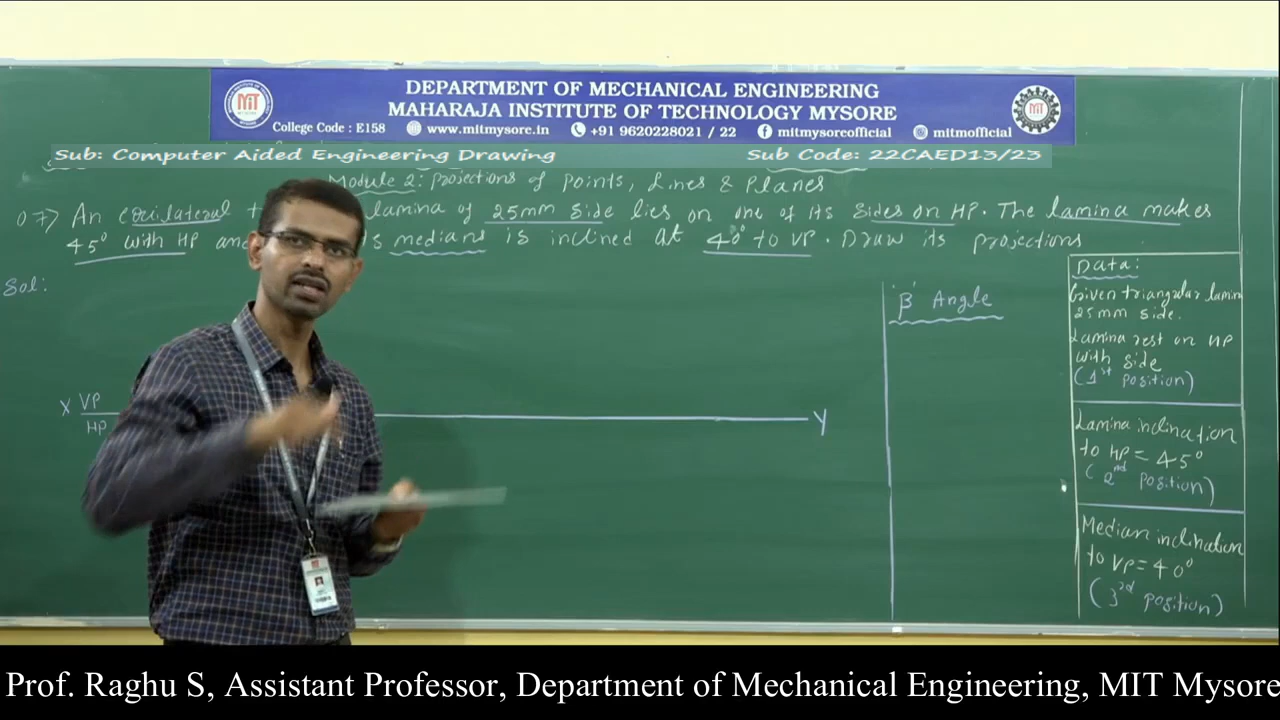 DEPARTMENT OF MECHANICAL ENGINEERING
MAHARAJA INSTITUTE OF TECHNOLOGY MYSORE
College Code : E158 www.mitmysore.in +91 9620228021 / 22 mitmysoreofficial mitmofficial
MIT
MIT
Sub: Computer Aided Engineering Drawing Sub Code: 22CAED13/23
Module 2: Projections of Points, Lines & Planes
07) An equilateral lamina of 25mm side lies on one of its sides on HP. The lamina makes
45° with HP and medians is inclined at 40° to VP. Draw its projections
Sol:
X VP
HP
Y
'β' Angle
Data:
Given triangular lamin
25mm side.
Lamina rest on HP
with side
(1st position)
Lamina inclination
to HP = 45°
(2nd position)
Median inclination
to VP = 40°
(3rd position)
Prof. Raghu S, Assistant Professor, Department of Mechanical Engineering, MIT Mysore